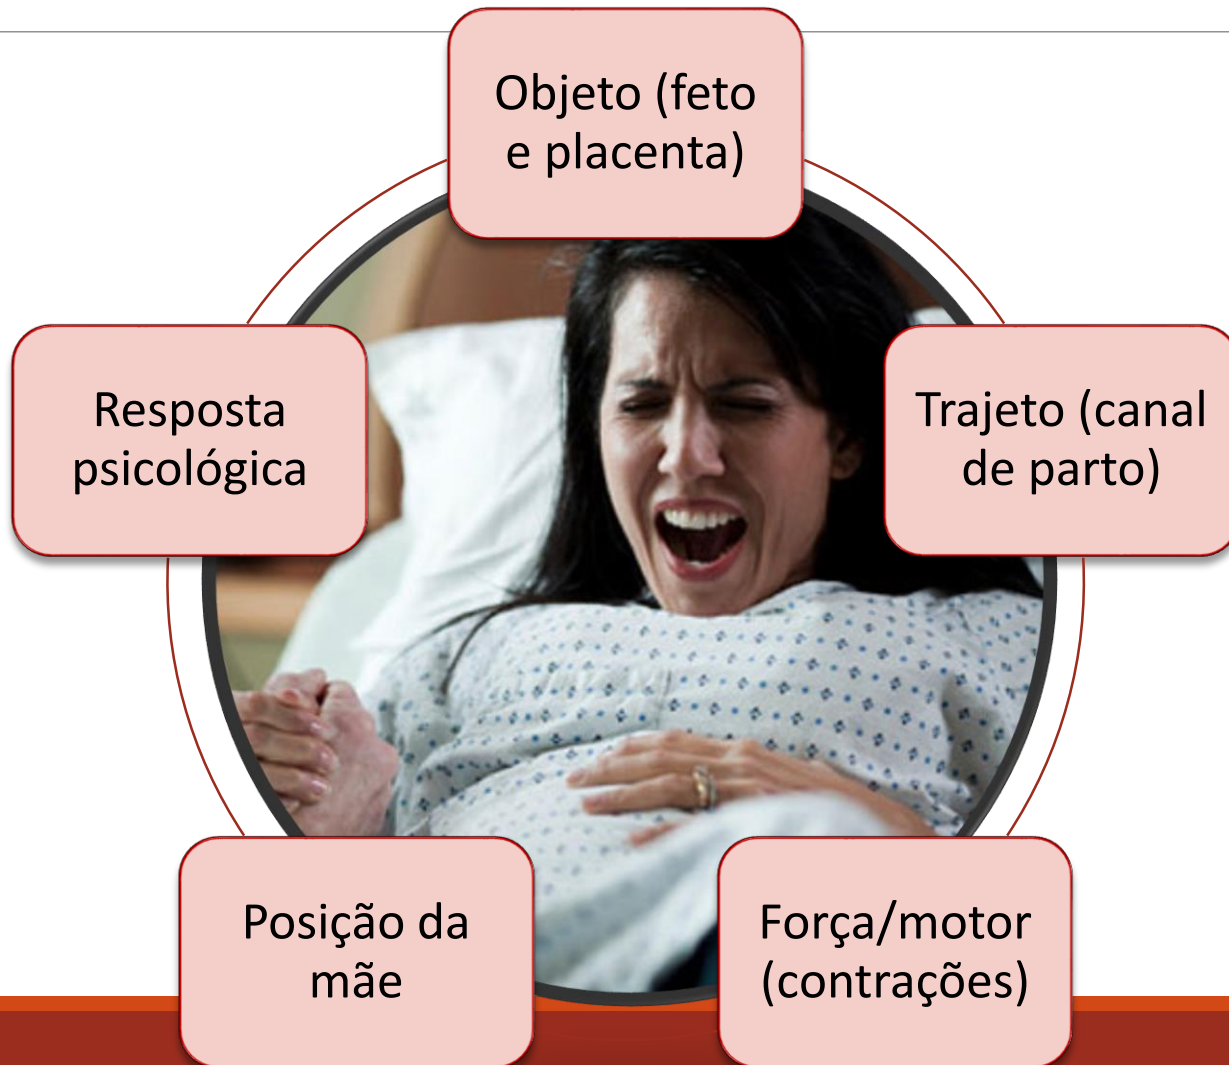 Objeto (feto
e placenta)
Resposta
psicológica
Trajeto (canal
de parto)
Posição da
mãe
Força/motor
(contrações)